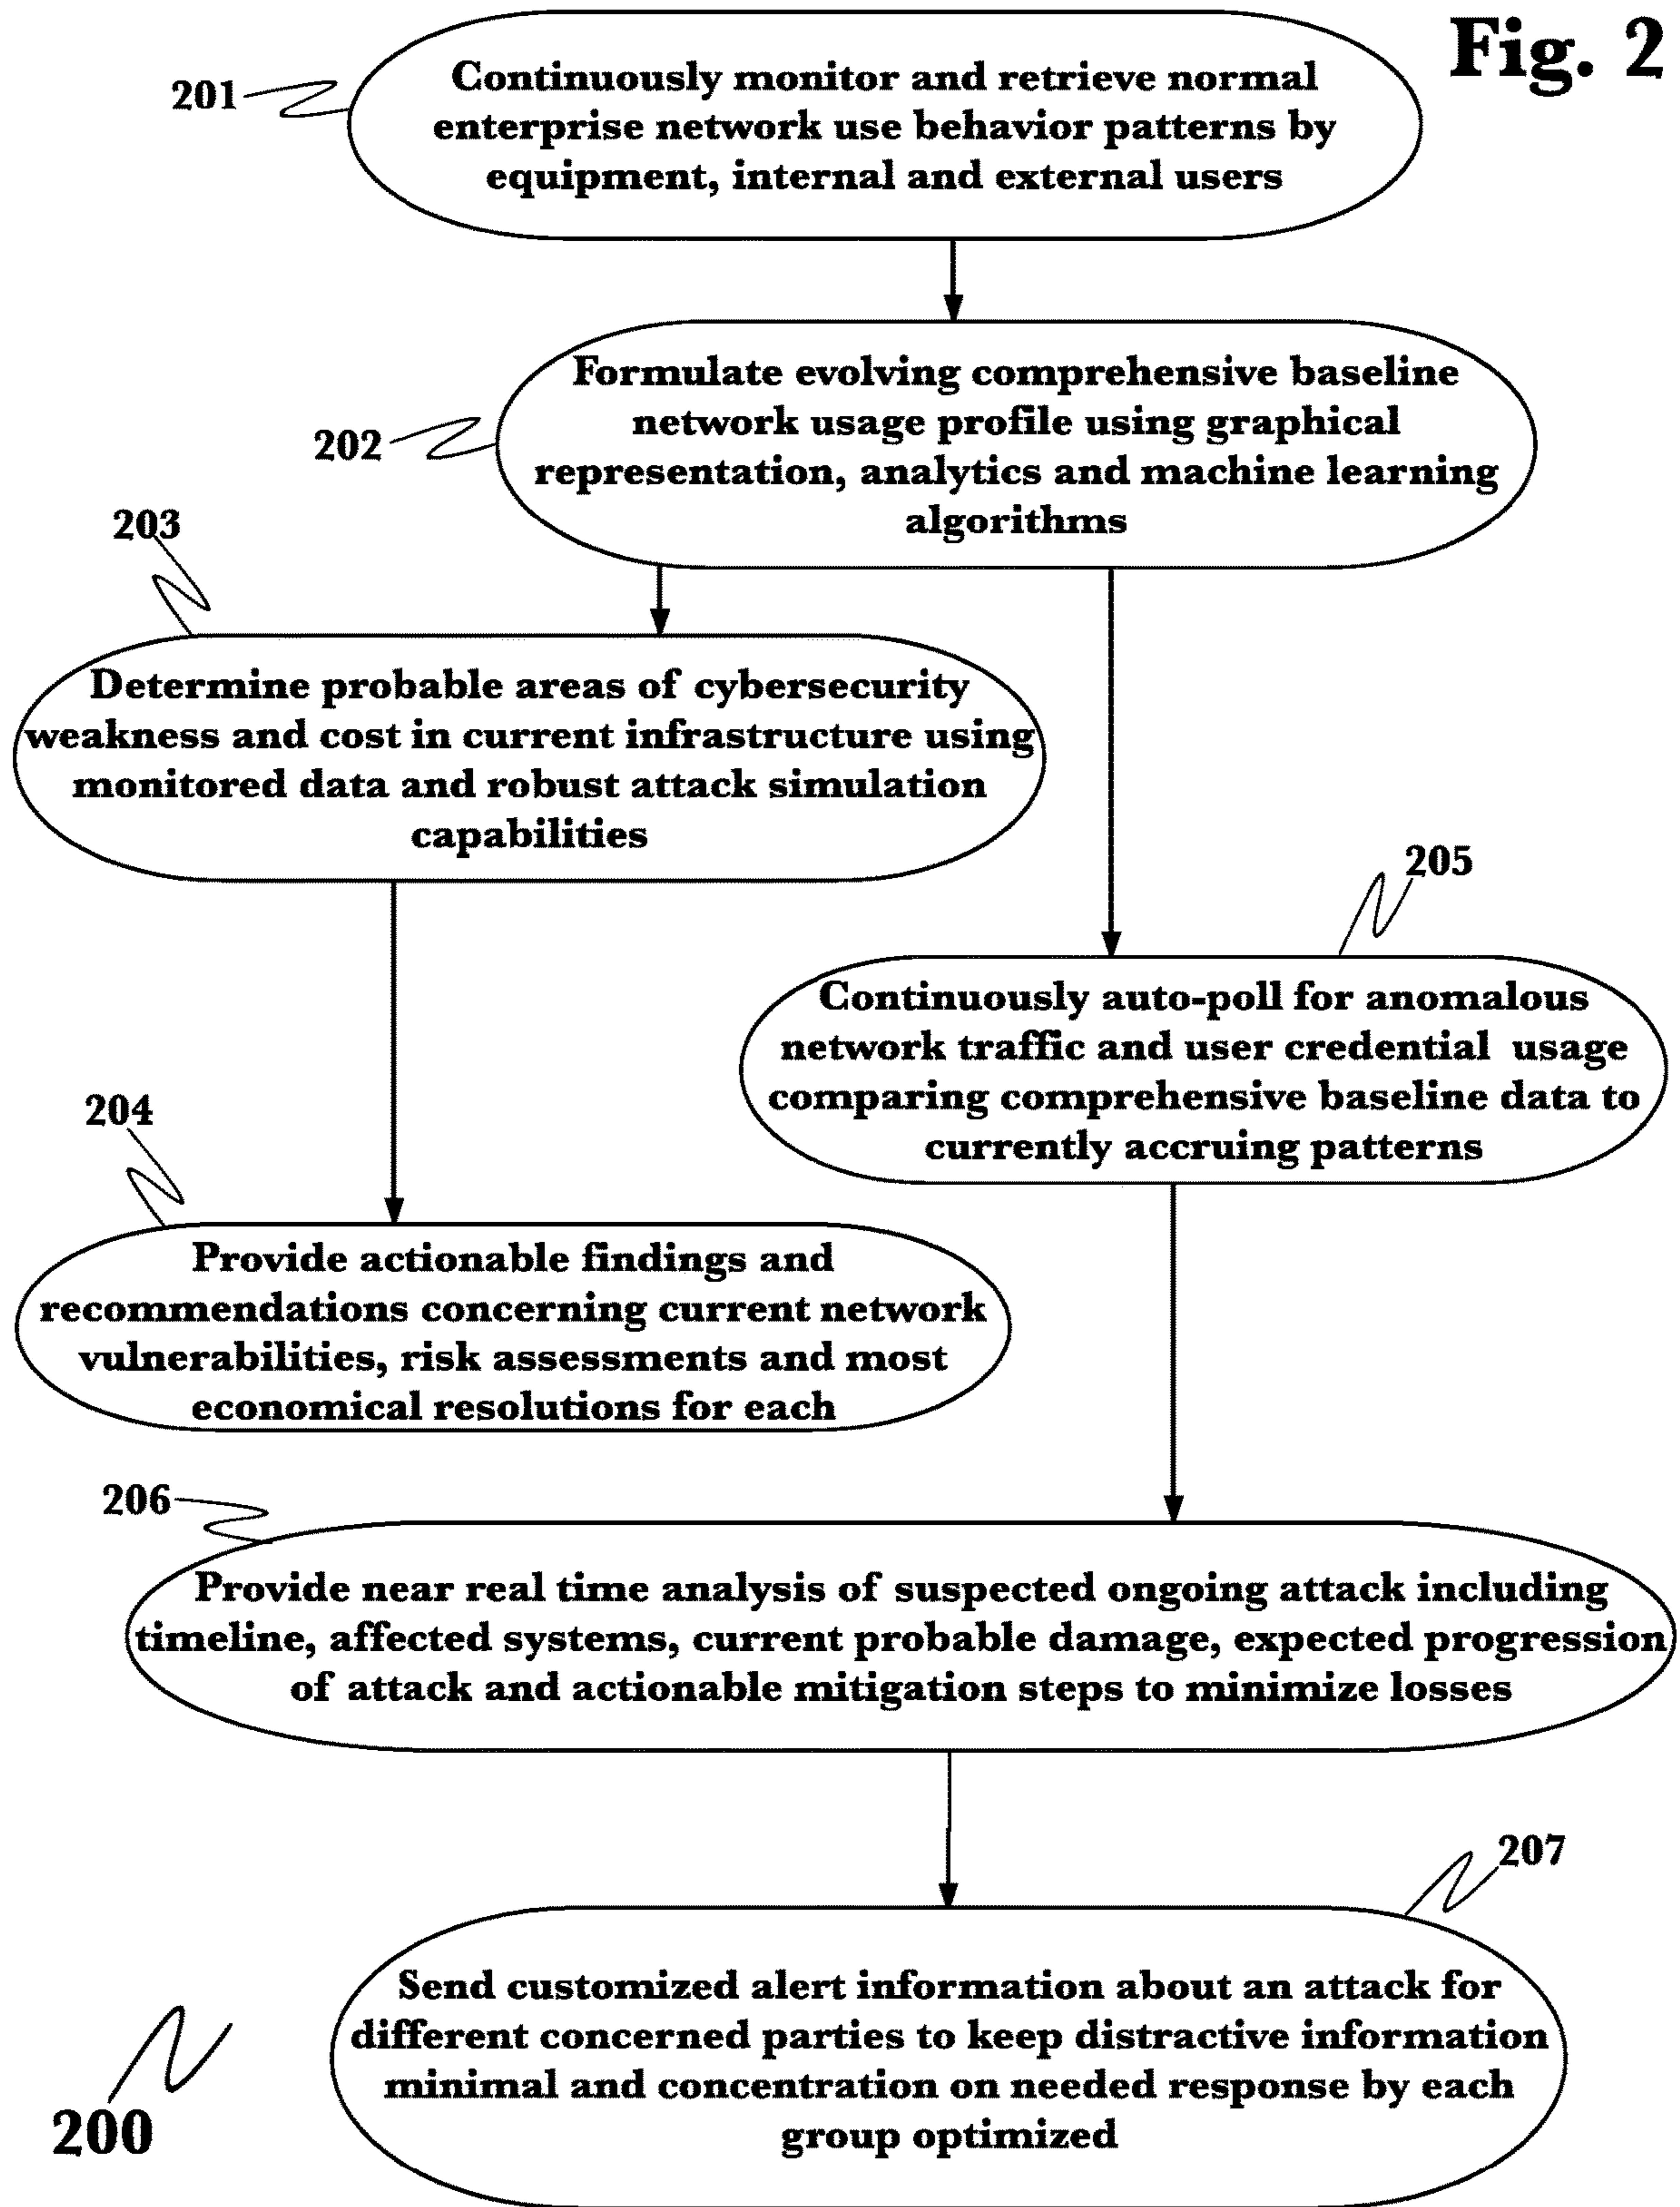 Fig. 2
201
Continuously monitor and retrieve normal
enterprise network use behavior patterns by
equipment, internal and external users
202
Formulate evolving comprehensive baseline
network usage profile using graphical
representation, analytics and machine learning
algorithms
203
Determine probable areas of cybersecurity
weakness and cost in current infrastructure using
monitored data and robust attack simulation
capabilities
204
Provide actionable findings and
recommendations concerning current network
vulnerabilities, risk assessments and most
economical resolutions for each
205
Continuously auto-poll for anomalous
network traffic and user credential usage
comparing comprehensive baseline data to
currently accruing patterns
206
Provide near real time analysis of suspected ongoing attack including
timeline, affected systems, current probable damage, expected progression
of attack and actionable mitigation steps to minimize losses
207
Send customized alert information about an attack for
different concerned parties to keep distractive information
minimal and concentration on needed response by each
group optimized
200